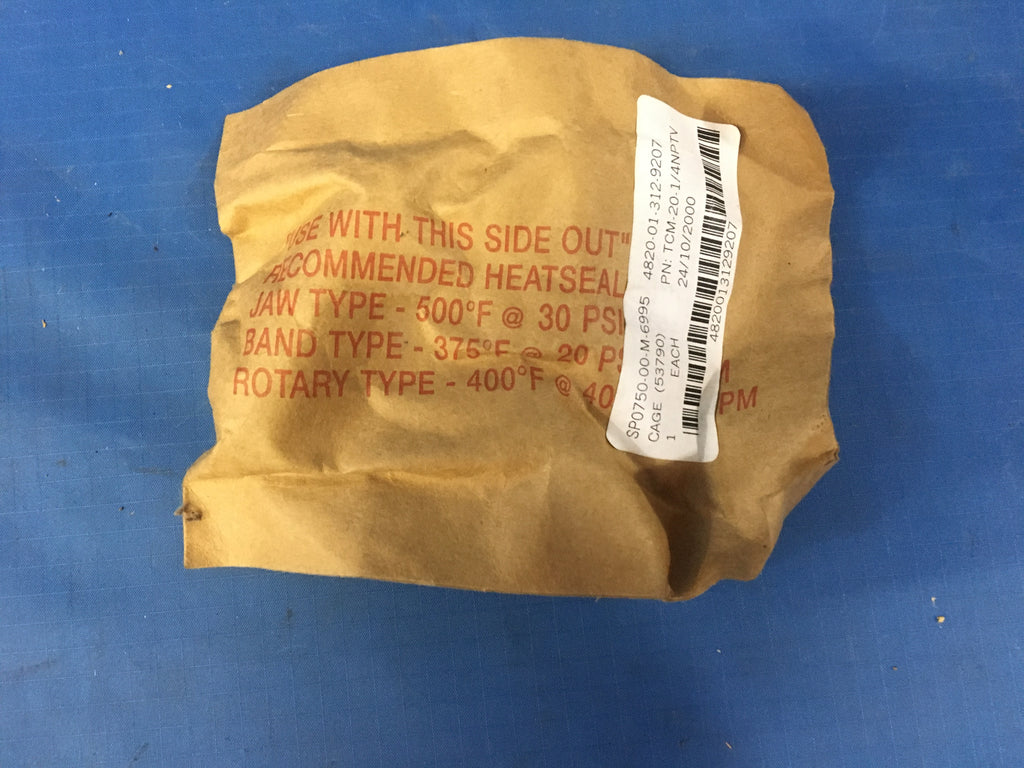 "USE WITH THIS SIDE OUT"
RECOMMENDED HEATSEAL
JAW TYPE - 500°F @ 30 PSI
BAND TYPE - 375°F @ 20 PS
ROTARY TYPE - 400°F @ 40 PM
SP0750-00-M-6995 4820-01-312-9207
CAGE (53790) PN: TCM-20-1/4NPTV
1 EACH 24/10/2000
4820013129207